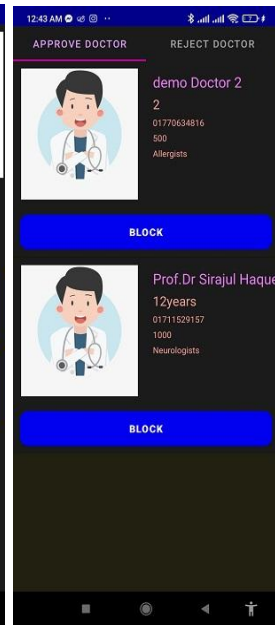 12:43 AM
APPROVE DOCTOR REJECT DOCTOR
demo Doctor 2
2
01770634816
500
Allergists
BLOCK
Prof.Dr Sirajul Haque
12years
01711529157
1000
Neurologists
BLOCK